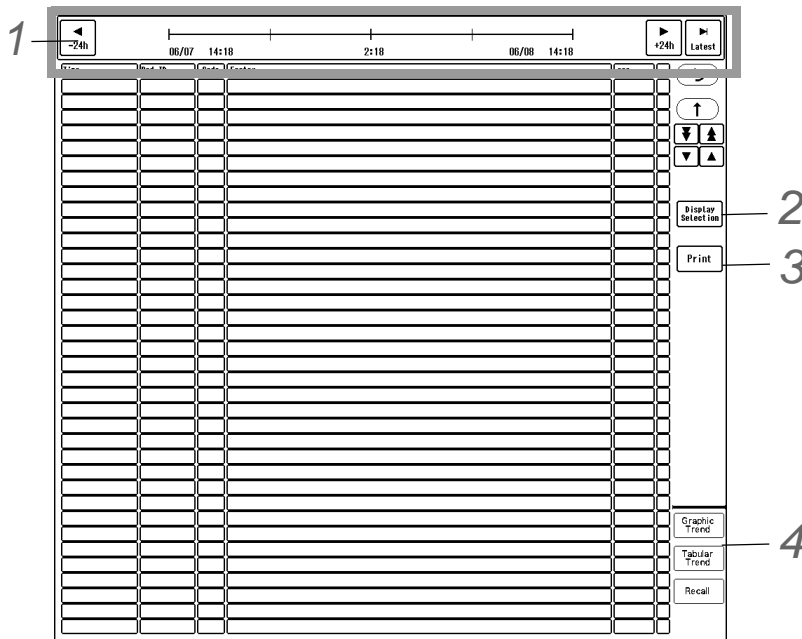 1
-24h
06/07 14:18
2:18
06/08 14:18
+24h
Latest
2
Display
Selection
3
Print
4
Graphic
Trend
Tabular
Trend
Recall